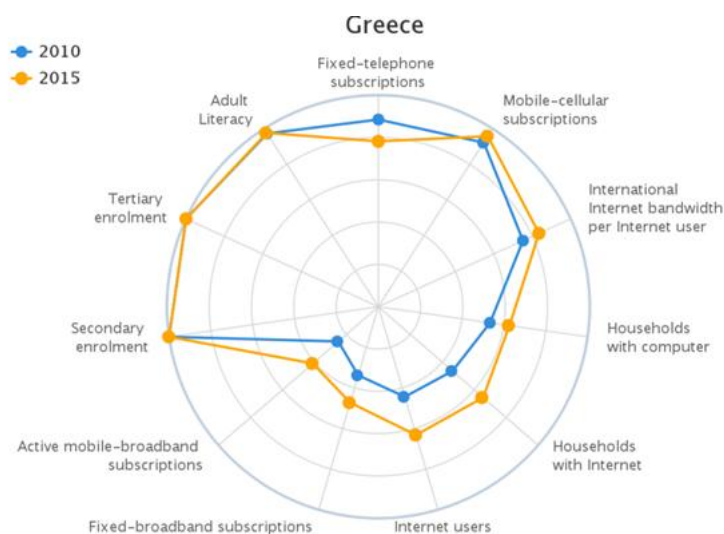 Greece
2010
2015
Fixed-telephone
subscriptions
Mobile-cellular
subscriptions
International
Internet bandwidth
per Internet user
Households
with computer
Households
with Internet
Internet users
Fixed-broadband subscriptions
Active mobile-broadband
subscriptions
Secondary
enrolment
Tertiary
enrolment
Adult
Literacy